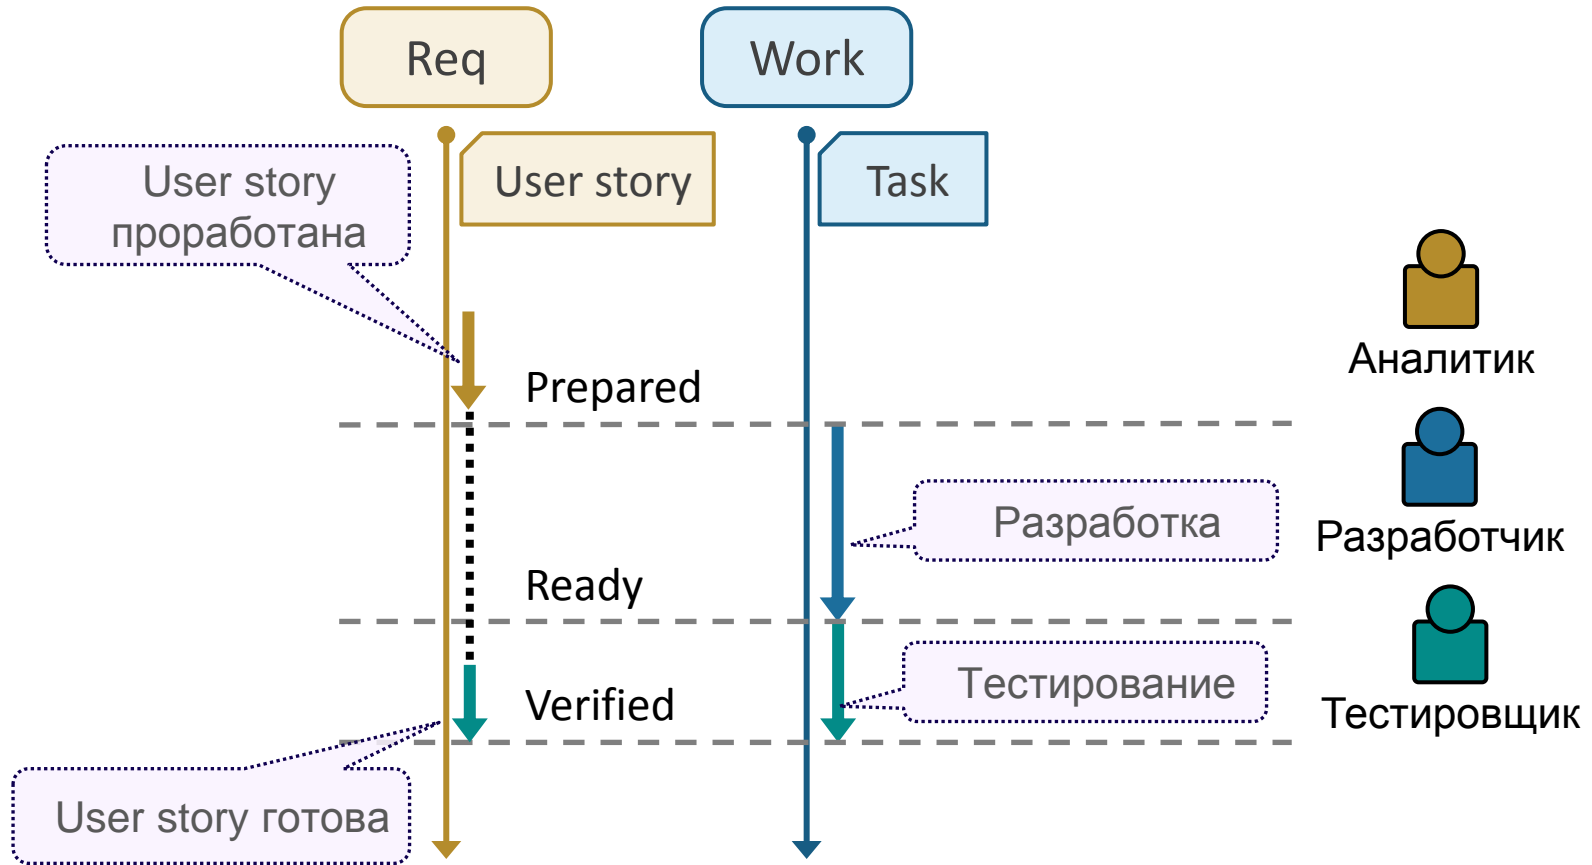 Req
Work
User story
проработана
User story
Task
Аналитик
Prepared
Разработка
Разработчик
Ready
Тестирование
Verified
Тестировщик
User story готова